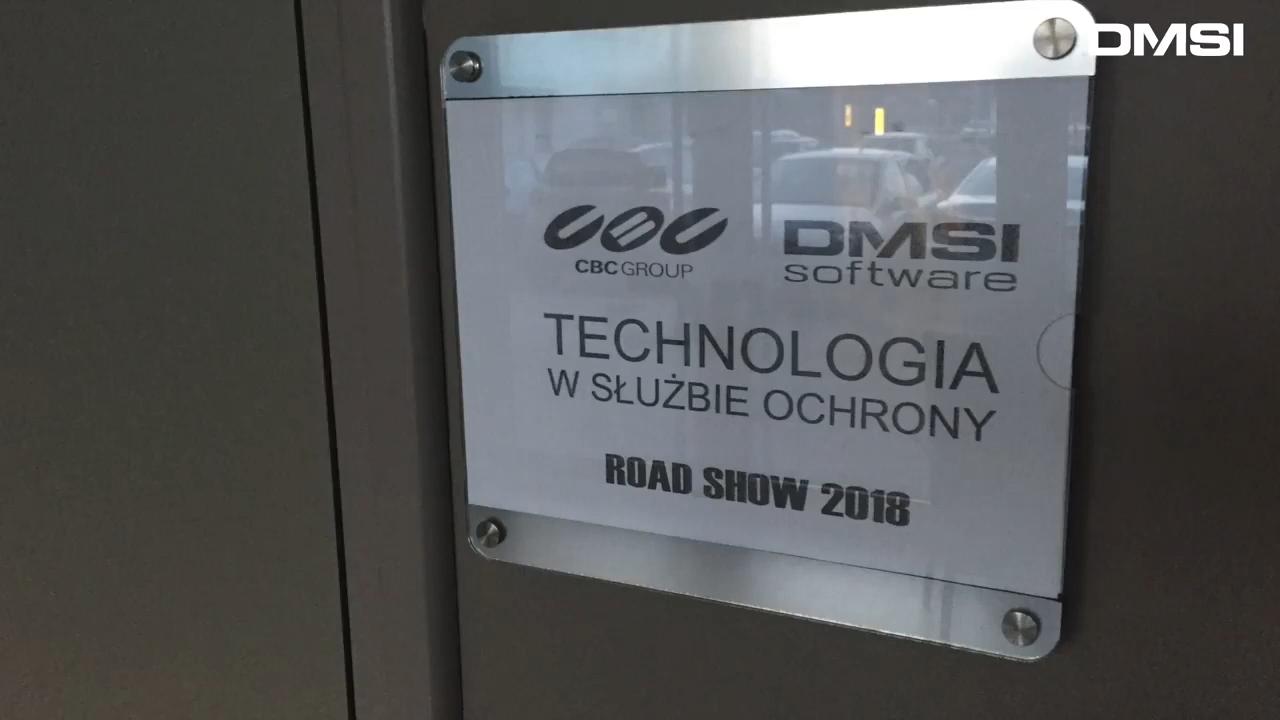 DMSI
CBC GROUP
DMSI
software
TECHNOLOGIA
W SŁUŻBIE OCHRONY
ROAD SHOW 2018